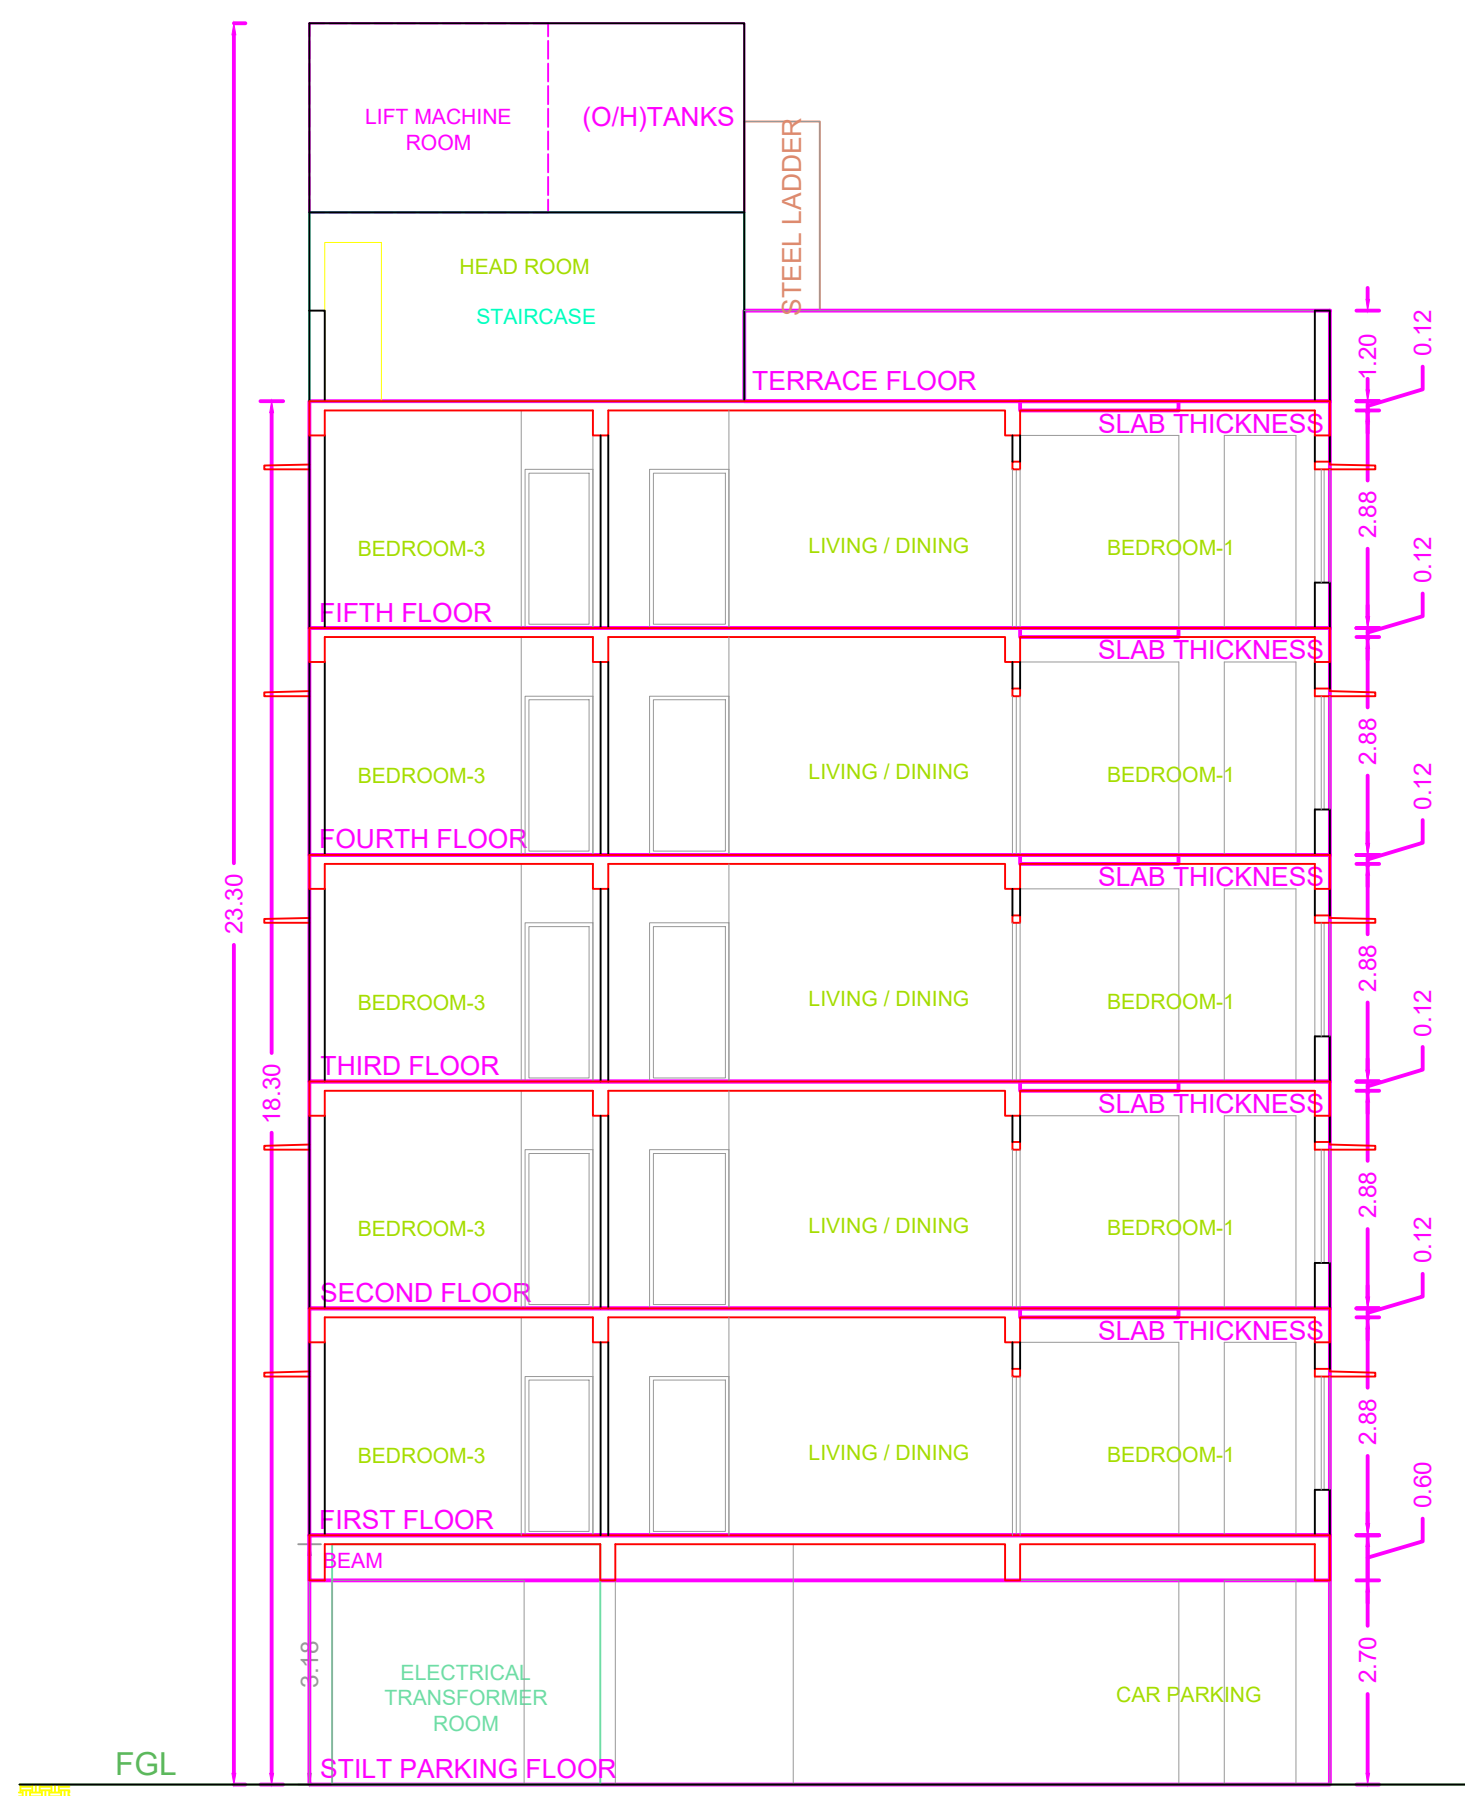 LIFT MACHINE
ROOM
(O/H)TANKS
STEEL LADDER
HEAD ROOM
STAIRCASE
1.20
0.12
TERRACE FLOOR
SLAB THICKNESS
2.88
BEDROOM-3
LIVING / DINING
BEDROOM-1
0.12
FIFTH FLOOR
SLAB THICKNESS
2.88
BEDROOM-3
LIVING / DINING
BEDROOM-1
0.12
FOURTH FLOOR
SLAB THICKNESS
23.30
2.88
BEDROOM-3
LIVING / DINING
BEDROOM-1
0.12
THIRD FLOOR
18.30
SLAB THICKNESS
2.88
BEDROOM-3
LIVING / DINING
BEDROOM-1
0.12
SECOND FLOOR
SLAB THICKNESS
2.88
BEDROOM-3
LIVING / DINING
BEDROOM-1
0.60
FIRST FLOOR
BEAM
3.18
2.70
ELECTRICAL
TRANSFORMER
ROOM
CAR PARKING
FGL
STILT PARKING FLOOR